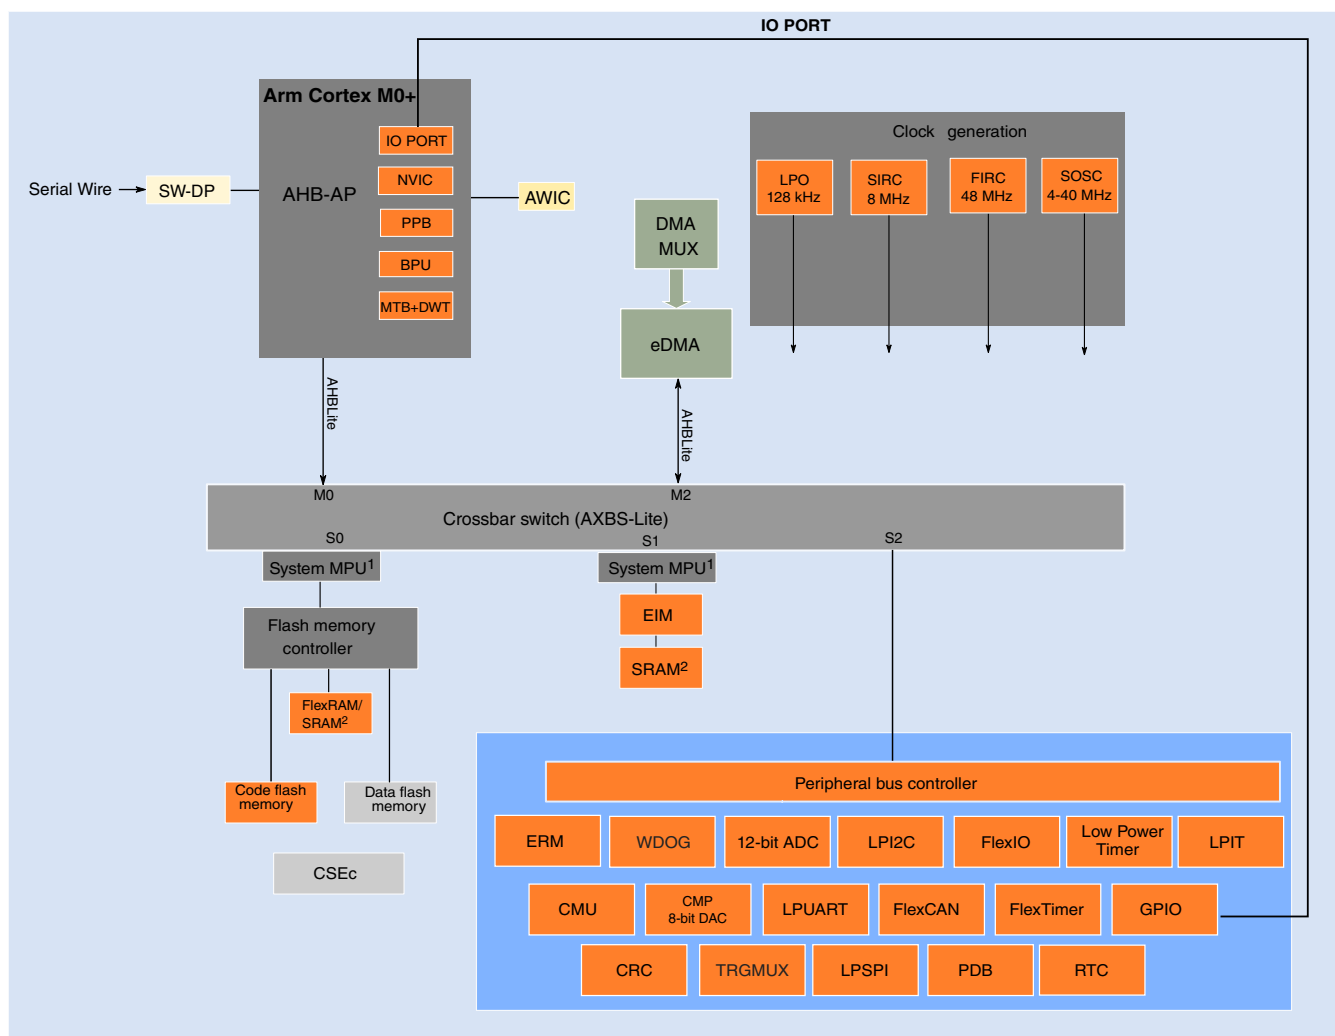 IO PORT
Arm Cortex M0+
IO PORT
NVIC
AHB-AP
PPB
BPU
MTB+DWT
Serial Wire
SW-DP
AWIC
DMA
MUX
eDMA
Clock generation
LPO
128 kHz
SIRC
8 MHz
FIRC
48 MHz
SOSC
4-40 MHz
AHBLite
AHBLite
M0
M2
Crossbar switch (AXBS-Lite)
S0
S1
S2
System MPU1
System MPU1
EIM
SRAM2
Flash memory
controller
FlexRAM/
SRAM2
Code flash
memory
Data flash
memory
CSEc
Peripheral bus controller
ERM
WDOG
12-bit ADC
LPI2C
FlexIO
Low Power
Timer
LPIT
CMU
CMP
8-bit DAC
LPUART
FlexCAN
FlexTimer
GPIO
CRC
TRGMUX
LPSPI
PDB
RTC